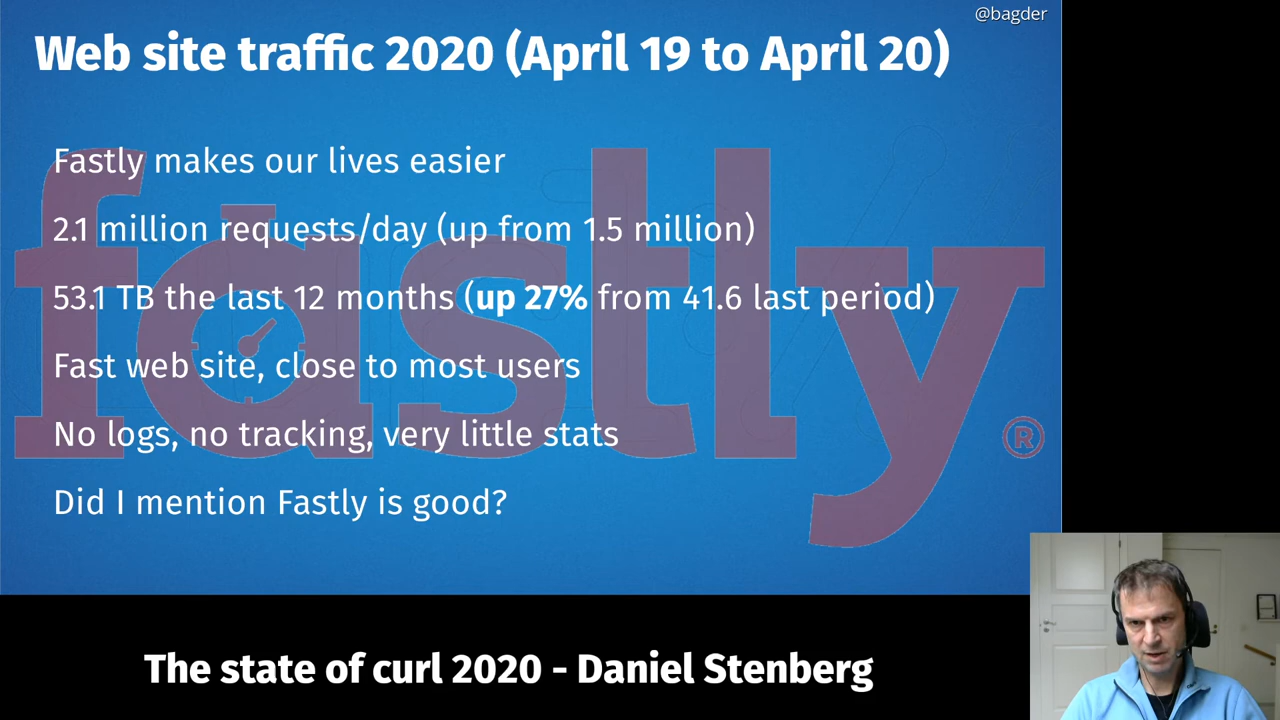 @bagder
Web site traffic 2020 (April 19 to April 20)
Fastly makes our lives easier
2.1 million requests/day (up from 1.5 million)
53.1 TB the last 12 months (up 27% from 41.6 last period)
Fast web site, close to most users
No logs, no tracking, very little stats
Did I mention Fastly is good?
fastly®
The state of curl 2020 - Daniel Stenberg